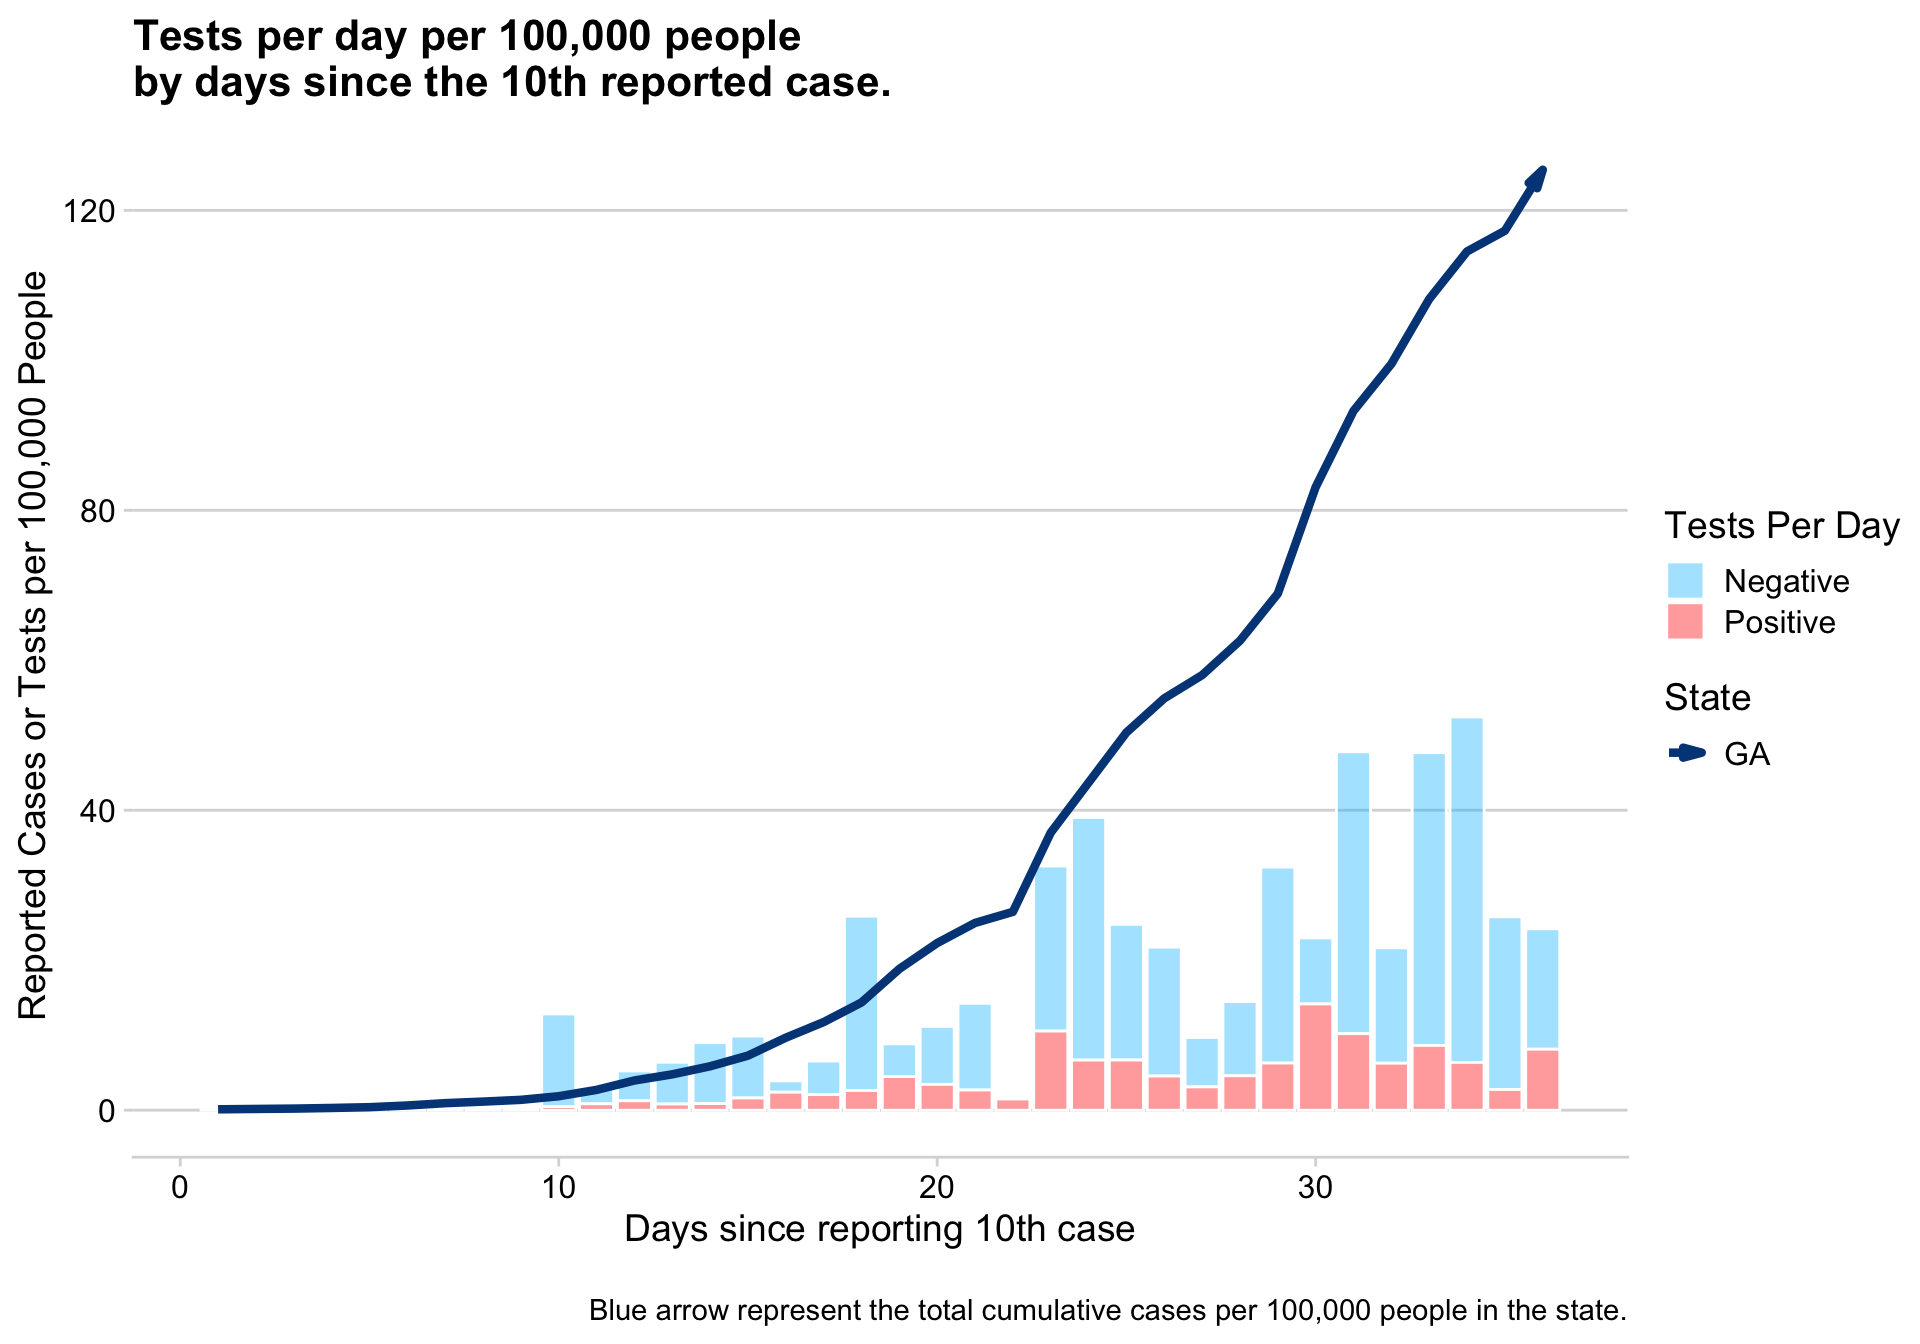 Tests per day per 100,000 people
by days since the 10th reported case.
Reported Cases or Tests per 100,000 People
120
80
40
0
0
10
20
30
Days since reporting 10th case
Tests Per Day
Negative
Positive
State
GA
Blue arrow represent the total cumulative cases per 100,000 people in the state.